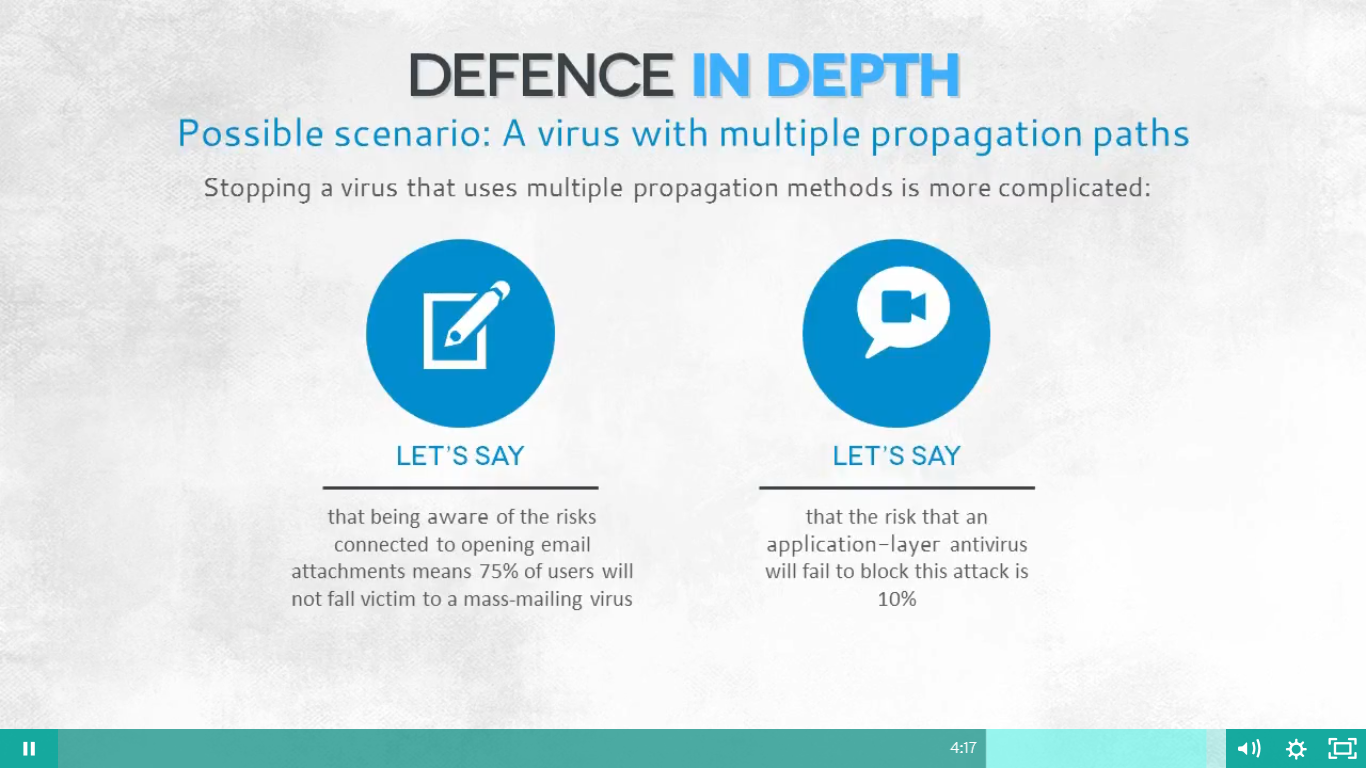 DEFENCE IN DEPTH
Possible scenario: A virus with multiple propagation paths
Stopping a virus that uses multiple propagation methods is more complicated:
LET'S SAY
that being aware of the risks
connected to opening email
attachments means 75% of users will
not fall victim to a mass-mailing virus
LET'S SAY
that the risk that an
application-layer antivirus
will fail to block this attack is
10%
4:17